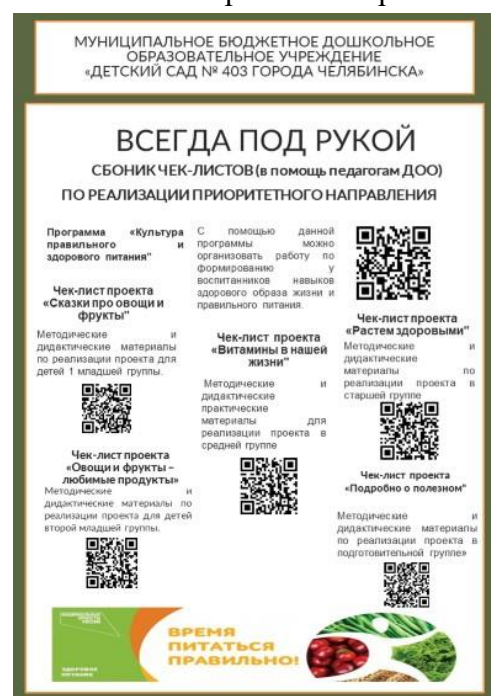 МУНИЦИПАЛЬНОЕ БЮДЖЕТНОЕ ДОШКОЛЬНОЕ
ОБРАЗОВАТЕЛЬНОЕ УЧРЕЖДЕНИЕ
«ДЕТСКИЙ САД № 403 ГОРОДА ЧЕЛЯБИНСКА»
ВСЕГДА ПОД РУКОЙ
СБОНИК ЧЕК-ЛИСТОВ (в помощь педагогам ДОО)
ПО РЕАЛИЗАЦИИ ПРИОРИТЕТНОГО НАПРАВЛЕНИЯ
Программа «Культура
правильного и
здорового питания"
Чек-лист проекта
«Сказки про овощи и
фрукты"
Методические и
дидактические материалы
по реализации проекта для
детей 1 младшей группы.
Чек-лист проекта
«Овощи и фрукты –
любимые продукты»
Методические и
дидактические материалы по
реализации проекта для детей
второй младшей группы.
С помощью данной
программы можно
организовать работу по
формированию у
воспитанников навыков
здорового образа жизни и
правильного питания.
Чек-лист проекта
«Витамины в нашей
жизни"
Методические и
дидактические
практические
материалы для
реализации проекта в
средней группе
Чек-лист проекта
«Растем здоровыми"
Методические и
дидактические
материалы по
реализации проекта в
старшей группе
Чек-лист проекта
«Подробно о полезном"
Методические и
дидактические материалы
по реализации проекта в
подготовительной группе»
ЗДОРОВОЕ
ПИТАНИЕ
ВРЕМЯ
ПИТАТЬСЯ
ПРАВИЛЬНО!